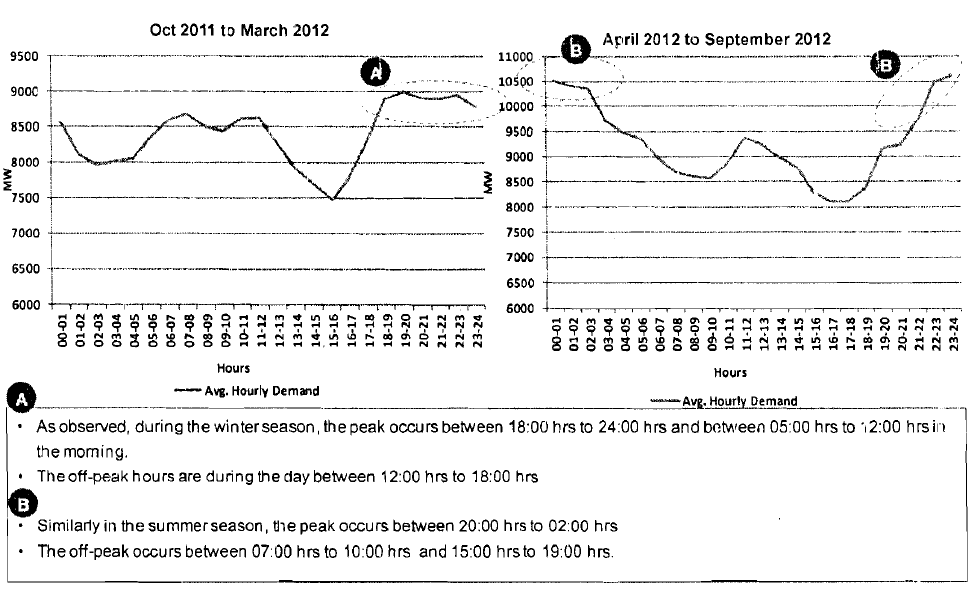 Oct 2011 to March 2012
9500
9000
8500
8000
7500
7000
6500
6000
MW
A
00-01 01-02 02-03 03-04 04-05 05-06 06-07 07-08 08-09 09-10 10-11 11-12 12-13 13-14 14-15 15-16 16-17 17-18 18-19 19-20 20-21 21-22 22-23 23-24
Hours
Avg. Hourly Demand
April 2012 to September 2012
11000
10500
10000
9500
9000
8500
8000
7500
7000
6500
6000
MW
B
B
00-01 01-02 02-03 03-04 04-05 05-06 06-07 07-08 08-09 09-10 10-11 11-12 12-13 13-14 14-15 15-16 16-17 17-18 18-19 19-20 20-21 21-22 22-23 23-24
Hours
Avg. Hourly Demand
A
• As observed, during the winter season, the peak occurs between 18:00 hrs to 24:00 hrs and between 05:00 hrs to 12:00 hrs in
the morning.
• The off-peak hours are during the day between 12:00 hrs to 18:00 hrs
B
• Similarly in the summer season, the peak occurs between 20:00 hrs to 02:00 hrs
• The off-peak occurs between 07:00 hrs to 10:00 hrs and 15:00 hrs to 19:00 hrs.